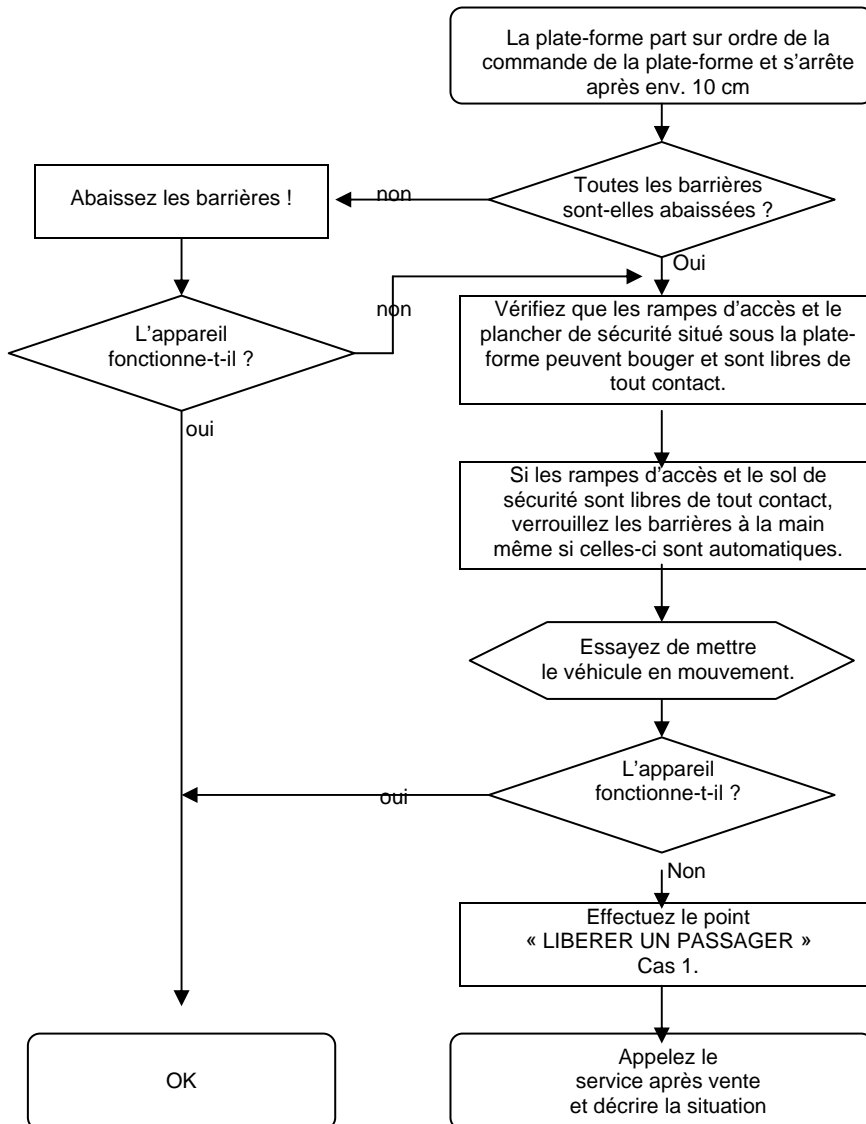 La plate-forme part sur ordre de la
commande de la plate-forme et s'arrête
après env. 10 cm
Toutes les barrières
sont-elles abaissées ?
non
Abaissez les barrières !
Oui
L'appareil
fonctionne-t-il ?
non
oui
Vérifiez que les rampes d'accès et le
plancher de sécurité situé sous la plate-
forme peuvent bouger et sont libres de
tout contact.
Si les rampes d'accès et le sol de
sécurité sont libres de tout contact,
verrouillez les barrières à la main
même si celles-ci sont automatiques.
Essayez de mettre
le véhicule en mouvement.
L'appareil
fonctionne-t-il ?
oui
Non
Effectuez le point
« LIBERER UN PASSAGER »
Cas 1.
OK
Appelez le
service après vente
et décrire la situation